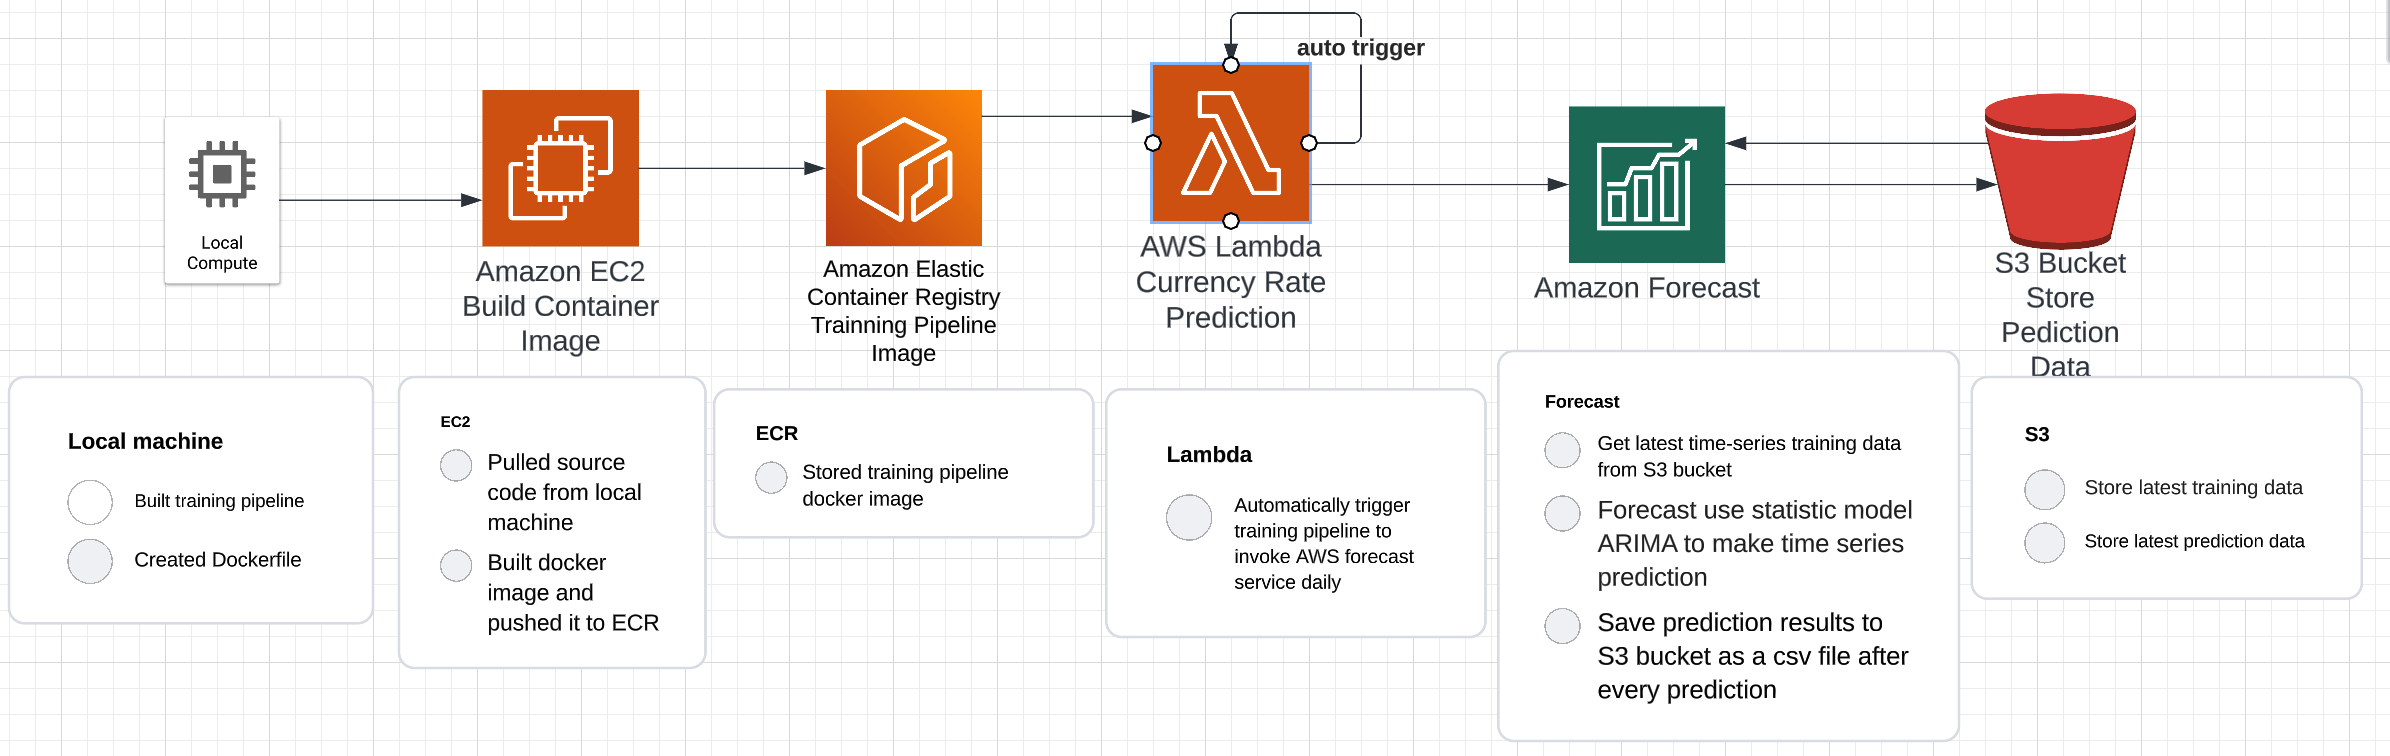 auto trigger
Local
Compute
Amazon EC2
Build Container
Image
Amazon Elastic
Container Registry
Trainning Pipeline
Image
AWS Lambda
Currency Rate
Prediction
Amazon Forecast
S3 Bucket
Store
Pediction
Data
Local machine
Built training pipeline
Created Dockerfile
EC2
Pulled source
code from local
machine
Built docker
image and
pushed it to ECR
ECR
Stored training pipeline
docker image
Lambda
Automatically trigger
training pipeline to
invoke AWS forecast
service daily
Forecast
Get latest time-series training data
from S3 bucket
Forecast use statistic model
ARIMA to make time series
prediction
Save prediction results to
S3 bucket as a csv file after
every prediction
S3
Store latest training data
Store latest prediction data